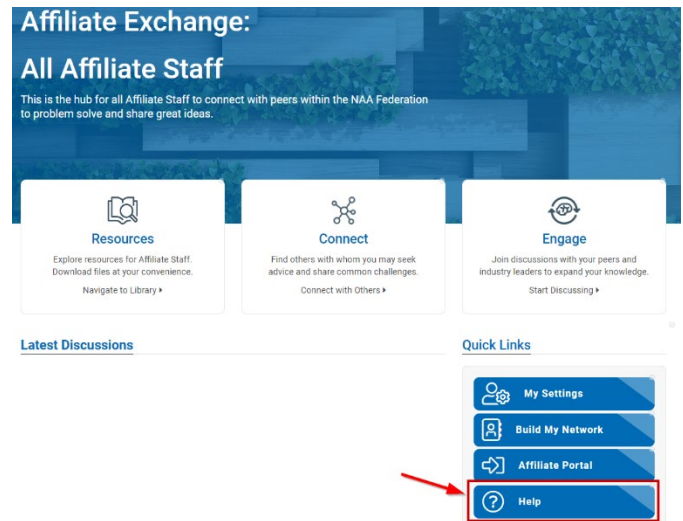 Affiliate Exchange:
All Affiliate Staff
This is the hub for all Affiliate Staff to connect with peers within the NAA Federation
to problem solve and share great ideas.
Resources
Explore resources for Affiliate Staff.
Download files at your convenience.
Navigate to Library ▸
Connect
Find others with whom you may seek
advice and share common challenges.
Connect with Others ▸
Engage
Join discussions with your peers and
industry leaders to expand your knowledge.
Start Discussing ▸
Latest Discussions
Quick Links
My Settings
Build My Network
Affiliate Portal
Help